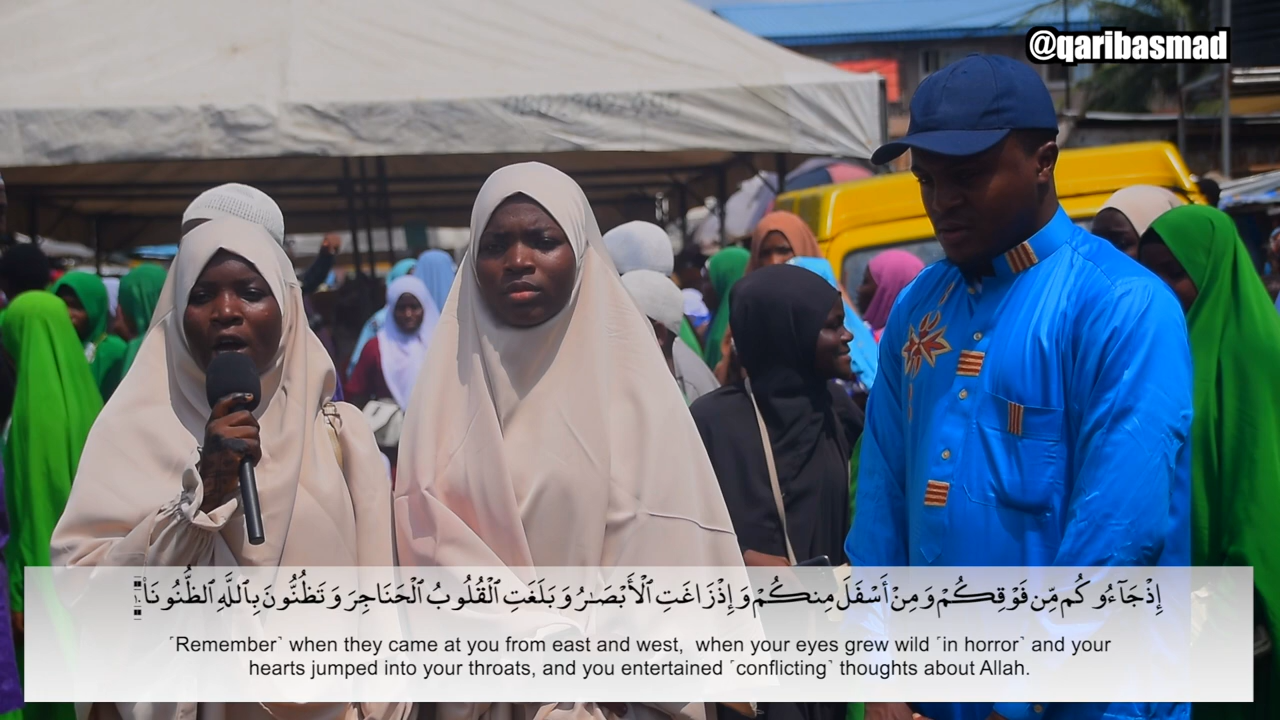 @qaribasmad
إِذْ جَآءُوكُم مِّن فَوْقِكُمْ وَمِنْ أَسْفَلَ مِنكُمْ وَإِذْ زَاغَتِ ٱلْأَبْصَـٰرُ وَبَلَغَتِ ٱلْقُلُوبُ ٱلْحَنَاجِرَ وَتَظُنُّونَ بِٱللَّهِ ٱلظُّنُونَا۠
˹Remember˺ when they came at you from east and west, when your eyes grew wild ˹in horror˺ and your
hearts jumped into your throats, and you entertained ˹conflicting˺ thoughts about Allah.